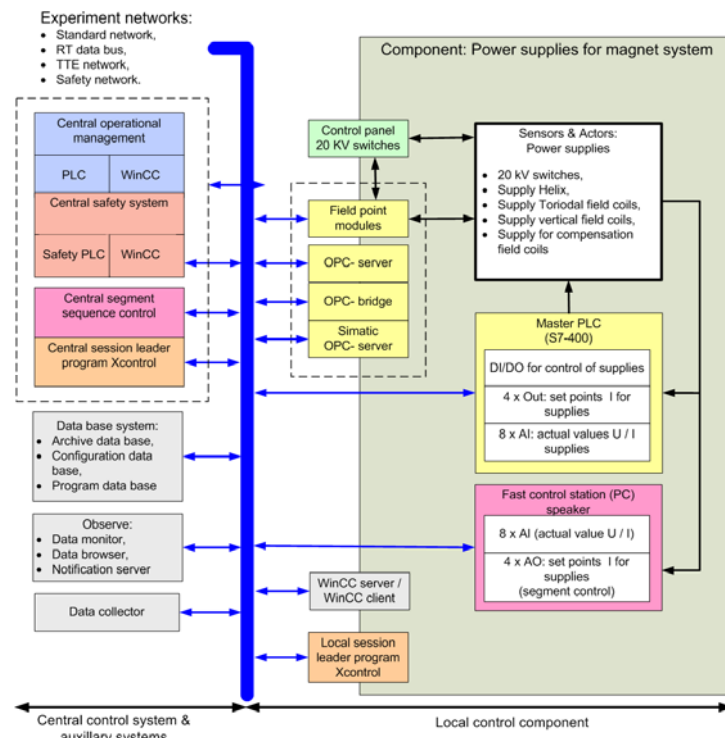 Experiment networks:
• Standard network,
• RT data bus,
• TTE network,
• Safety network.
Component: Power supplies for magnet system
Central operational
management
PLC
WinCC
Central safety system
Safety PLC
WinCC
Central segment
sequence control
Central session leader
program Xcontrol
Data base system:
• Archive data base,
• Configuration data
base,
• Program data base
Observe:
• Data monitor,
• Data browser,
• Notification server
Data collector
Control panel
20 KV switches
Field point
modules
OPC- server
OPC- bridge
Simatic
OPC- server
WinCC server /
WinCC client
Local session
leader program
Xcontrol
Sensors & Actors:
Power supplies
• 20 kV switches,
• Supply Helix,
• Supply Toriodal field coils,
• Supply vertical field coils,
• Supply for compensation
field coils
Master PLC
(S7-400)
DI/DO for control of
supplies
4 x Out: set points I for
supplies
8 x AI: actual values U / I
supplies
Fast control station (PC)
speaker
8 x AI (actual value U / I)
4 x AO: set points I for
supplies
(segment control)
Central control system &
auxillary systems
Local control component